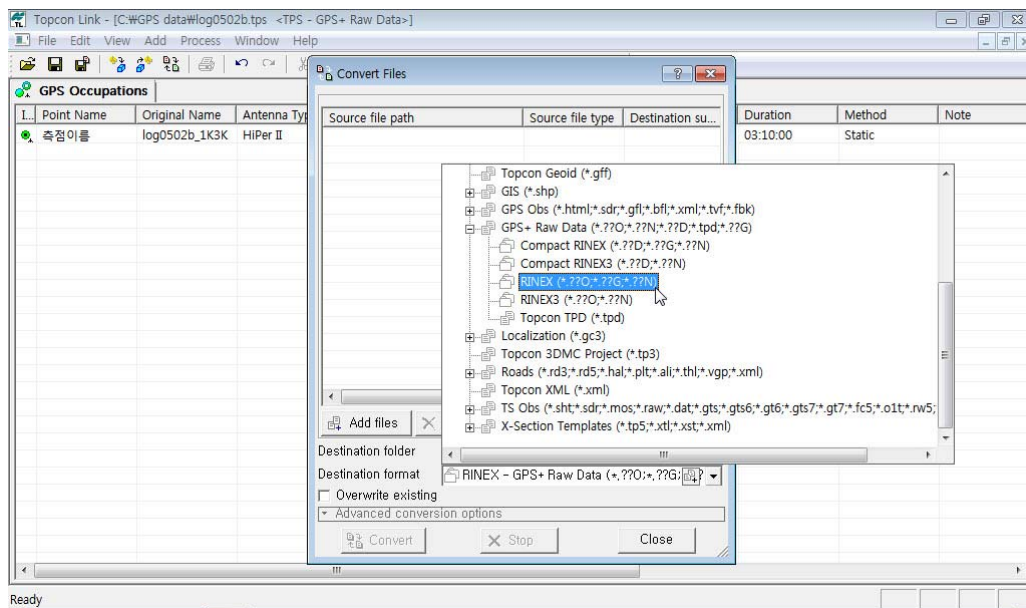 Topcon Link - [C:₩GPS data₩log0502b.tps <TPS - GPS+ Raw Data>]
File Edit View Add Process Window Help
GPS Occupations
I... Point Name Original Name Antenna Typ Duration Method Note
측점이름 log0502b_1K3K HiPer II 03:10:00 Static
Convert Files
Source file path Source file type Destination su...
Topcon Geoid (*.gff)
GIS (*.shp)
GPS Obs (*.html;*.sdr;*.gfl;*.bfl;*.xml;*.tvf;*.fbk)
GPS+ Raw Data (*.??O;*.??N;*.??D;*.tpd;*.??G)
Compact RINEX (*.??D;*.??G;*.??N)
Compact RINEX3 (*.??D;*.??N)
RINEX (*.??O;*.??G;*.??N)
RINEX3 (*.??O;*.??N)
Topcon TPD (*.tpd)
Localization (*.gc3)
Topcon 3DMC Project (*.tp3)
Roads (*.rd3;*.rd5;*.hal;*.plt;*.ali;*.thl;*.vgp;*.xml)
Topcon XML (*.xml)
TS Obs (*.sht;*.sdr;*.mos;*.raw;*.dat;*.gts;*.gts6;*.gt6;*.gts7;*.gt7;*.fc5;*.o1t;*.rw5;
X-Section Templates (*.tp5;*.xtl;*.xst;*.xml)
Add files
Destination folder
Destination format RINEX - GPS+ Raw Data (*.??O;*.??G;
Overwrite existing
Advanced conversion options
Convert Stop Close
Ready